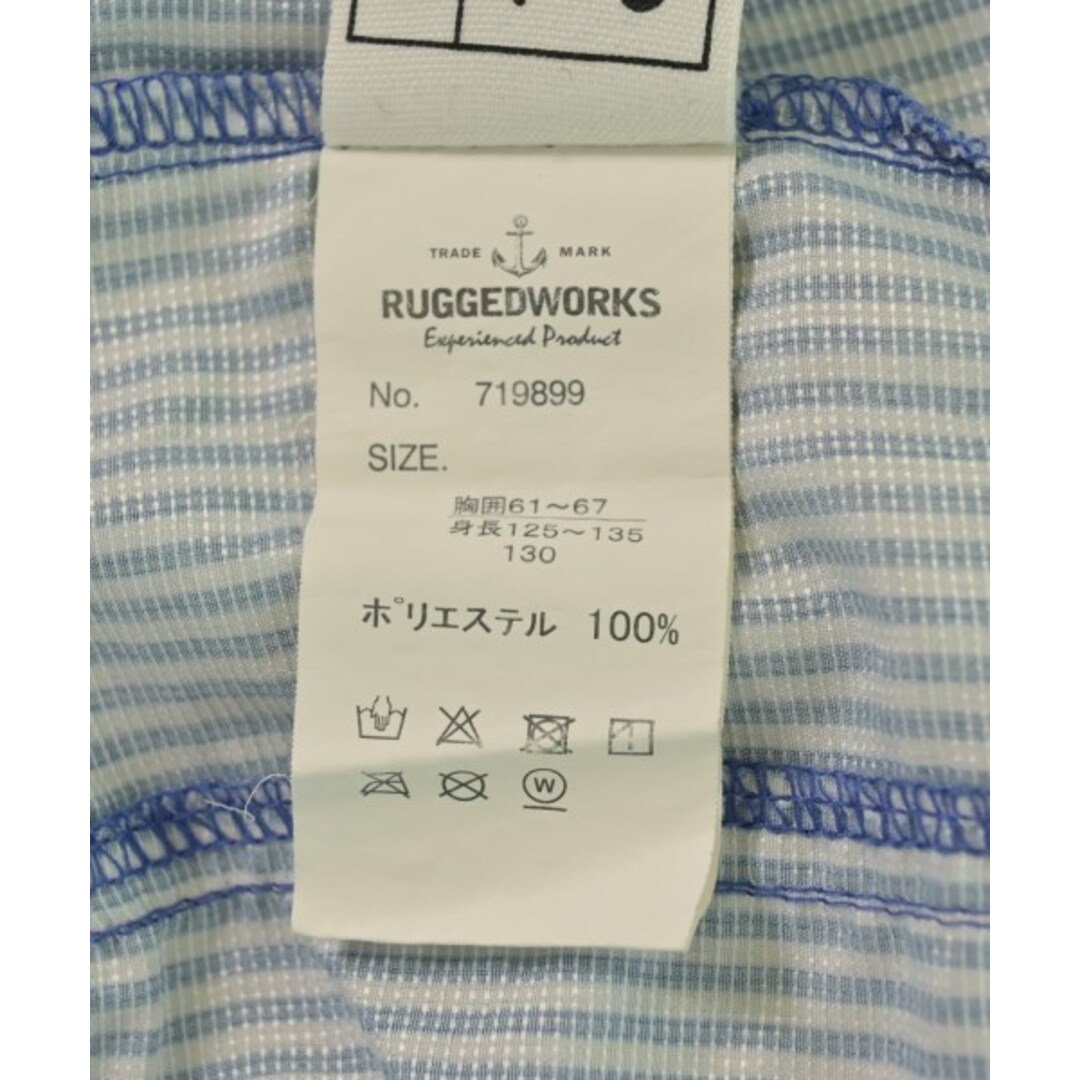 TRADE MARK
RUGGEDWORKS
Experienced Product
No. 719899
SIZE.
胸囲61～67
身長125～135
130
ポリエステル 100%
W